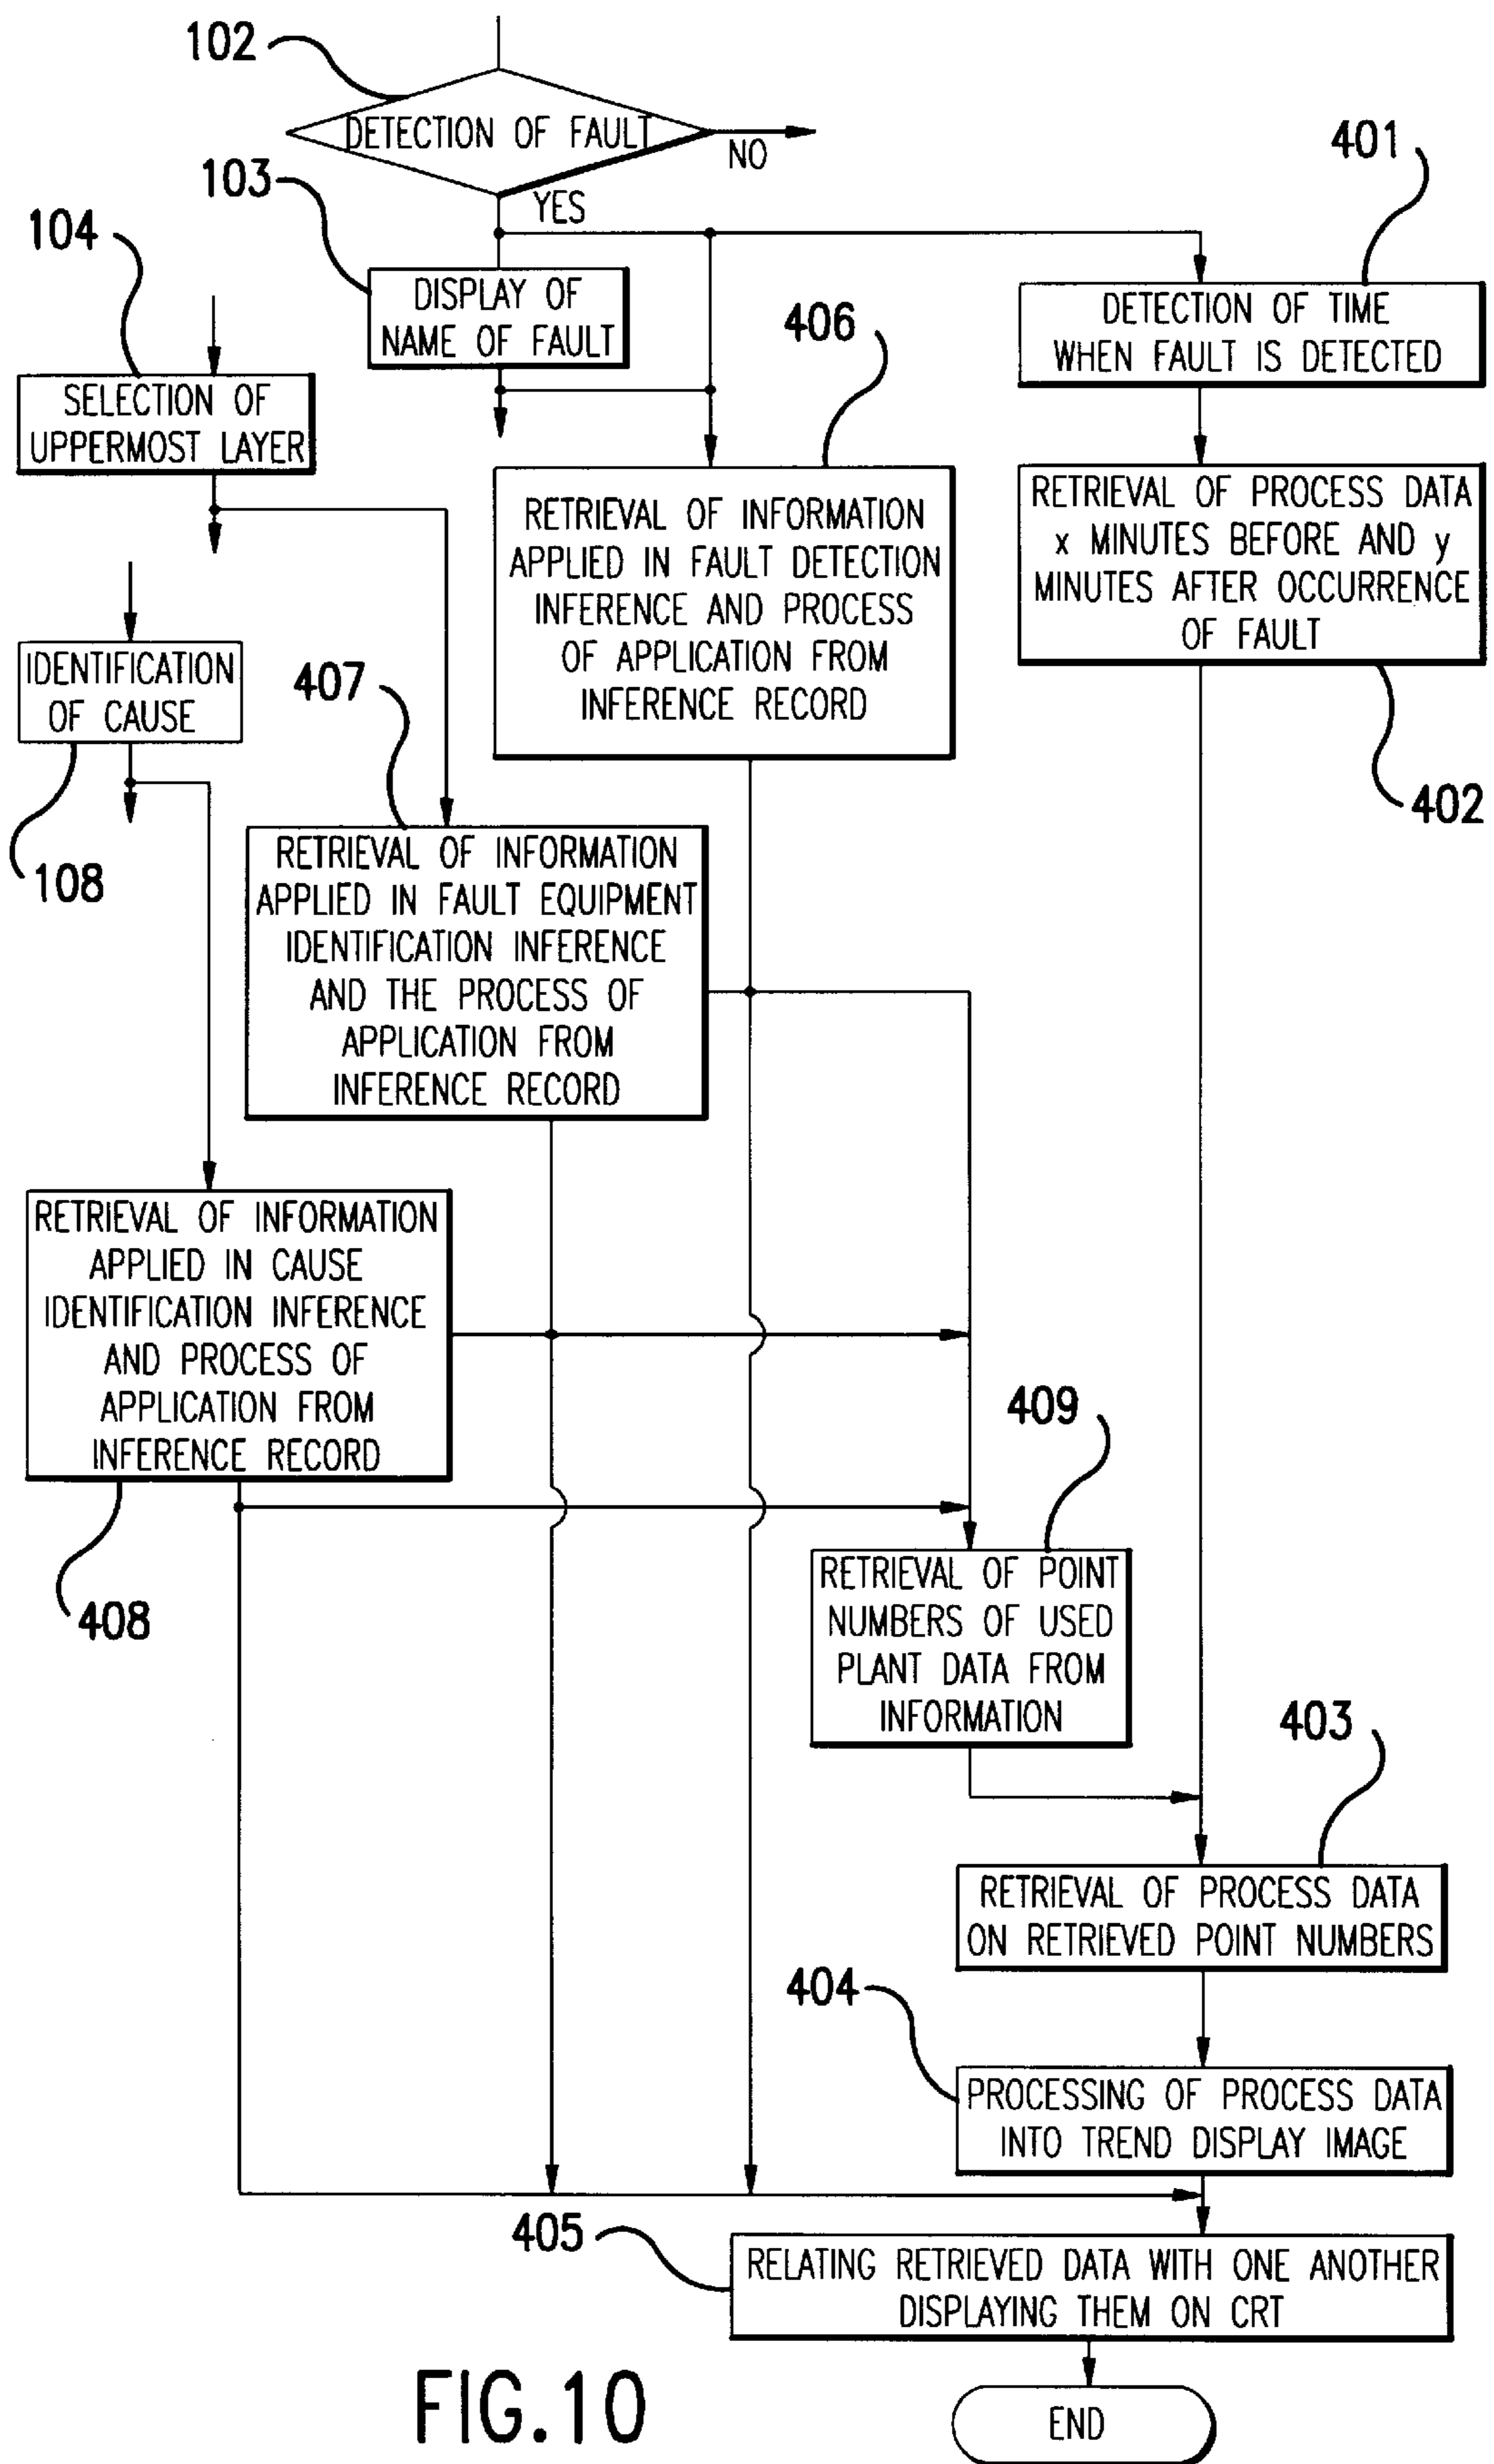 102
DETECTION OF FAULT
NO
YES
103
DISPLAY OF
NAME OF FAULT
401
DETECTION OF TIME
WHEN FAULT IS DETECTED
104
SELECTION OF
UPPERMOST LAYER
406
RETRIEVAL OF INFORMATION
APPLIED IN FAULT DETECTION
INFERENCE AND PROCESS
OF APPLICATION FROM
INFERENCE RECORD
RETRIEVAL OF PROCESS DATA
x MINUTES BEFORE AND y
MINUTES AFTER OCCURRENCE
OF FAULT
402
IDENTIFICATION
OF CAUSE
108
407
RETRIEVAL OF INFORMATION
APPLIED IN FAULT EQUIPMENT
IDENTIFICATION INFERENCE
AND THE PROCESS OF
APPLICATION FROM
INFERENCE RECORD
RETRIEVAL OF INFORMATION
APPLIED IN CAUSE
IDENTIFICATION INFERENCE
AND PROCESS OF
APPLICATION FROM
INFERENCE RECORD
408
409
RETRIEVAL OF POINT
NUMBERS OF USED
PLANT DATA FROM
INFORMATION
403
RETRIEVAL OF PROCESS DATA
ON RETRIEVED POINT NUMBERS
404
PROCESSING OF PROCESS DATA
INTO TREND DISPLAY IMAGE
405
RELATING RETRIEVED DATA WITH ONE ANOTHER
DISPLAYING THEM ON CRT
END
FIG.10